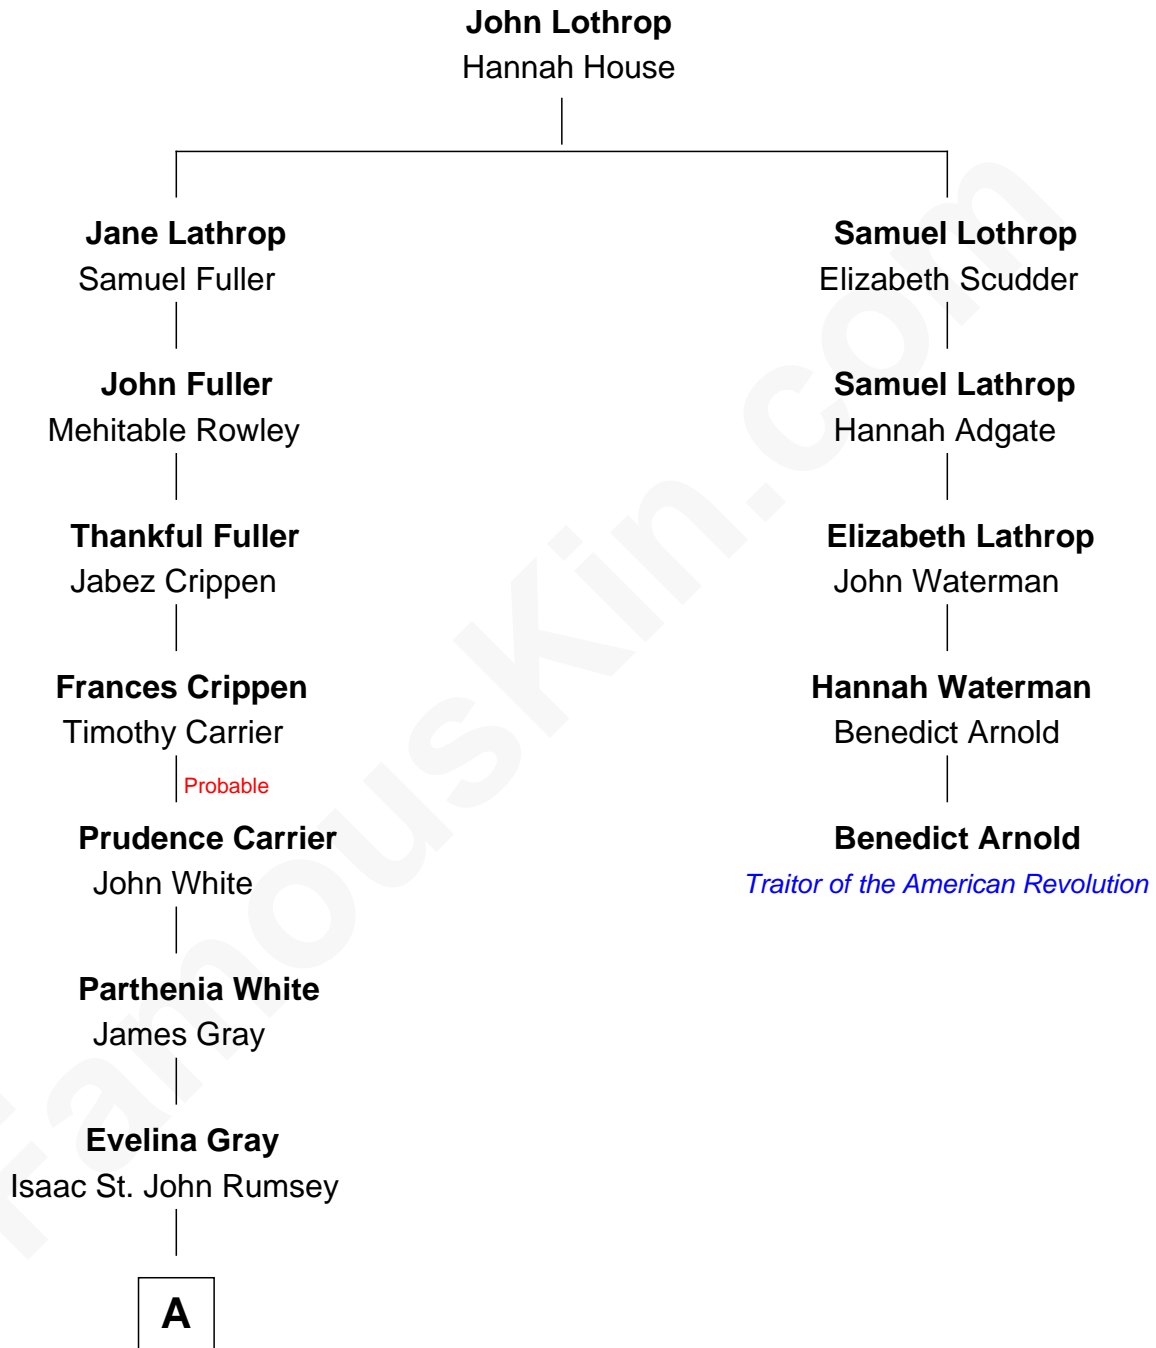 John Lothrop
Hannah House
Jane Lathrop
Samuel Fuller
Samuel Lothrop
Elizabeth Scudder
John Fuller
Mehitable Rowley
Samuel Lathrop
Hannah Adgate
Thankful Fuller
Jabez Crippen
Elizabeth Lathrop
John Waterman
Frances Crippen
Timothy Carrier
Hannah Waterman
Benedict Arnold
Probable
Prudence Carrier
John White
Benedict Arnold
Traitor of the American Revolution
Parthenia White
James Gray
Evelina Gray
Isaac St. John Rumsey
A
FamousKin.com